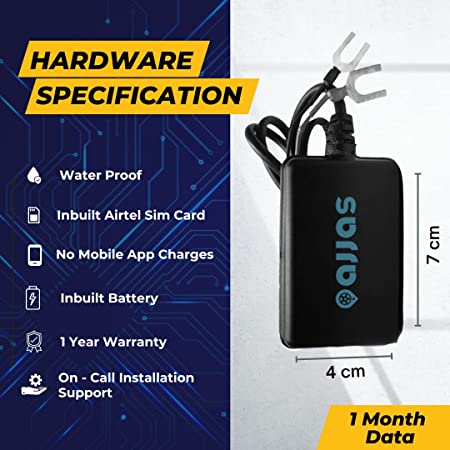 HARDWARE
SPECIFICATION
Water Proof
Inbuilt Airtel Sim Card
No Mobile App Charges
Inbuilt Battery
1 Year Warranty
On - Call Installation
Support
ajjas
7 cm
4 cm
1 Month
Data